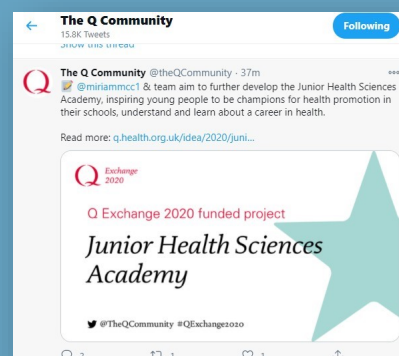 The Q Community
15.8K Tweets
Following
Show this thread
The Q Community @theQCommunity · 37m
@miriammcc1 & team aim to further develop the Junior Health Sciences
Academy, inspiring young people to be champions for health promotion in
their schools, understand and learn about a career in health.
Read more: q.health.org.uk/idea/2020/juni...
Q Exchange
2020
Q Exchange 2020 funded project
Junior Health Sciences
Academy
@TheQCommunity #QExchange2020